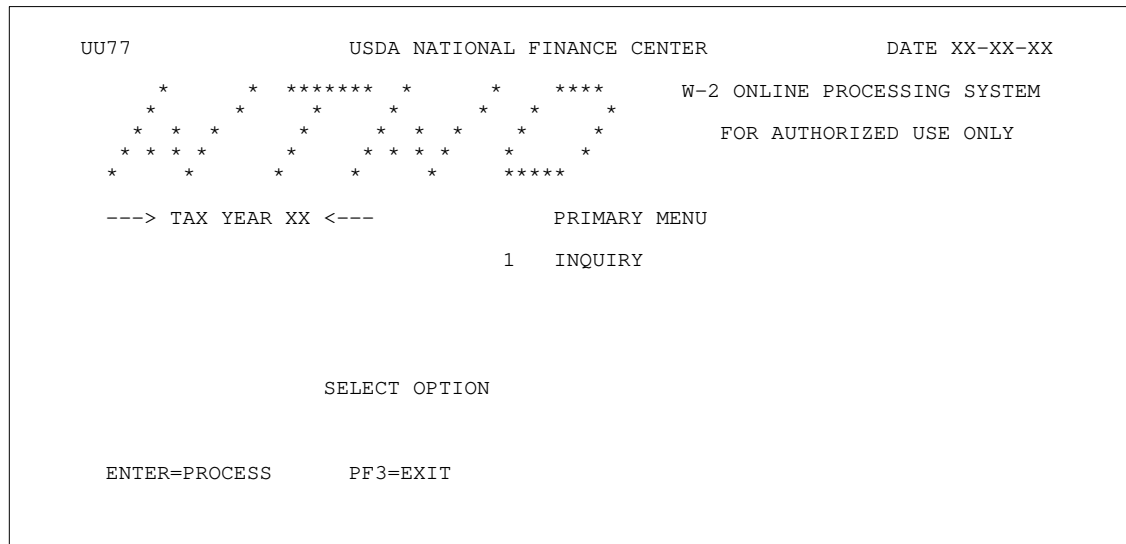 UU77 USDA NATIONAL FINANCE CENTER DATE XX-XX-XX
* * ******* * * **** W-2 ONLINE PROCESSING SYSTEM
* * * * * * *
* * * * * * * * * FOR AUTHORIZED USE ONLY
* * * * * * * * * * *
* * * * * *****
---> TAX YEAR XX <--- PRIMARY MENU
1 INQUIRY
SELECT OPTION
ENTER=PROCESS PF3=EXIT